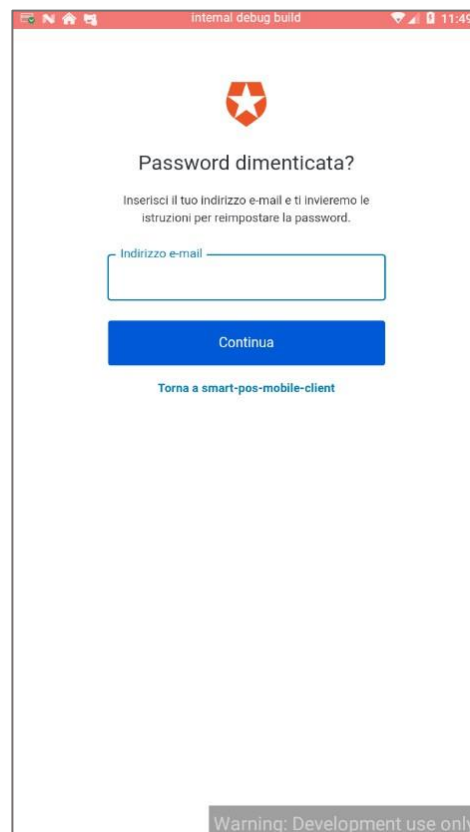 internal debug build 11:49
Password dimenticata?
Inserisci il tuo indirizzo e-mail e ti invieremo le
istruzioni per reimpostare la password.
Indirizzo e-mail
Continua
Torna a smart-pos-mobile-client
Warning: Development use only